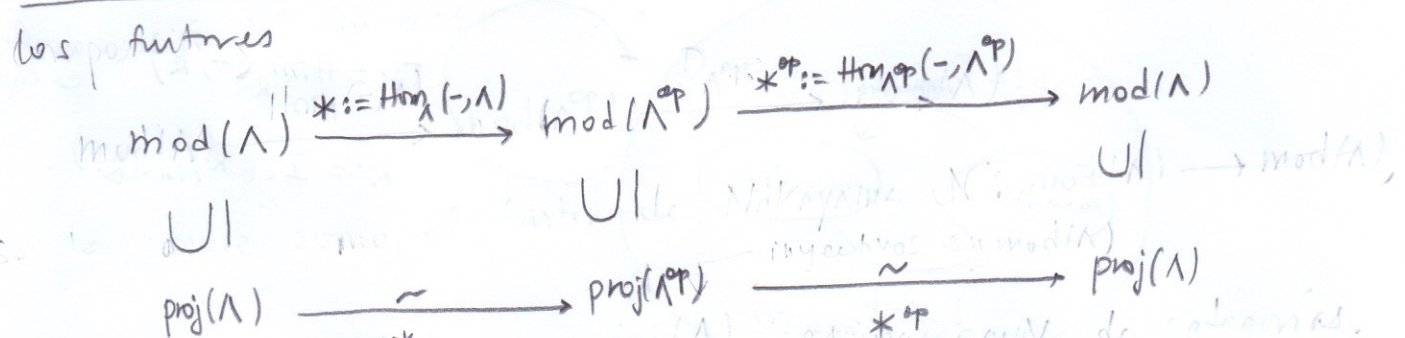 los funtores
* := Hom_Λ(-,Λ) *^op := Hom_Λ^op(-,Λ^op)
mod(Λ) → mod(Λ^op) → mod(Λ)
∪| ∪| ∪|
proj(Λ) ~→ proj(Λ^op) ~→ proj(Λ)
* *^op